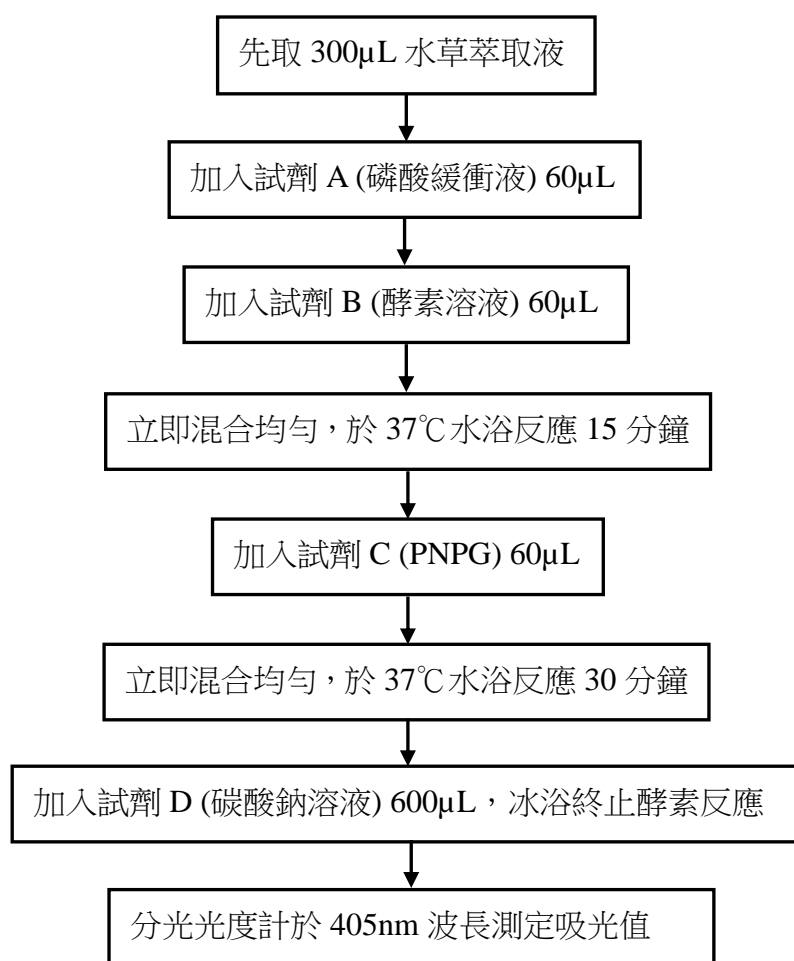 先取 300μL 水草萃取液
加入試劑 A (磷酸緩衝液) 60μL
加入試劑 B (酵素溶液) 60μL
立即混合均勻，於 37℃水浴反應 15 分鐘
加入試劑 C (PNPG) 60μL
立即混合均勻，於 37℃水浴反應 30 分鐘
加入試劑 D (碳酸鈉溶液) 600μL，冰浴終止酵素反應
分光光度計於 405nm 波長測定吸光值